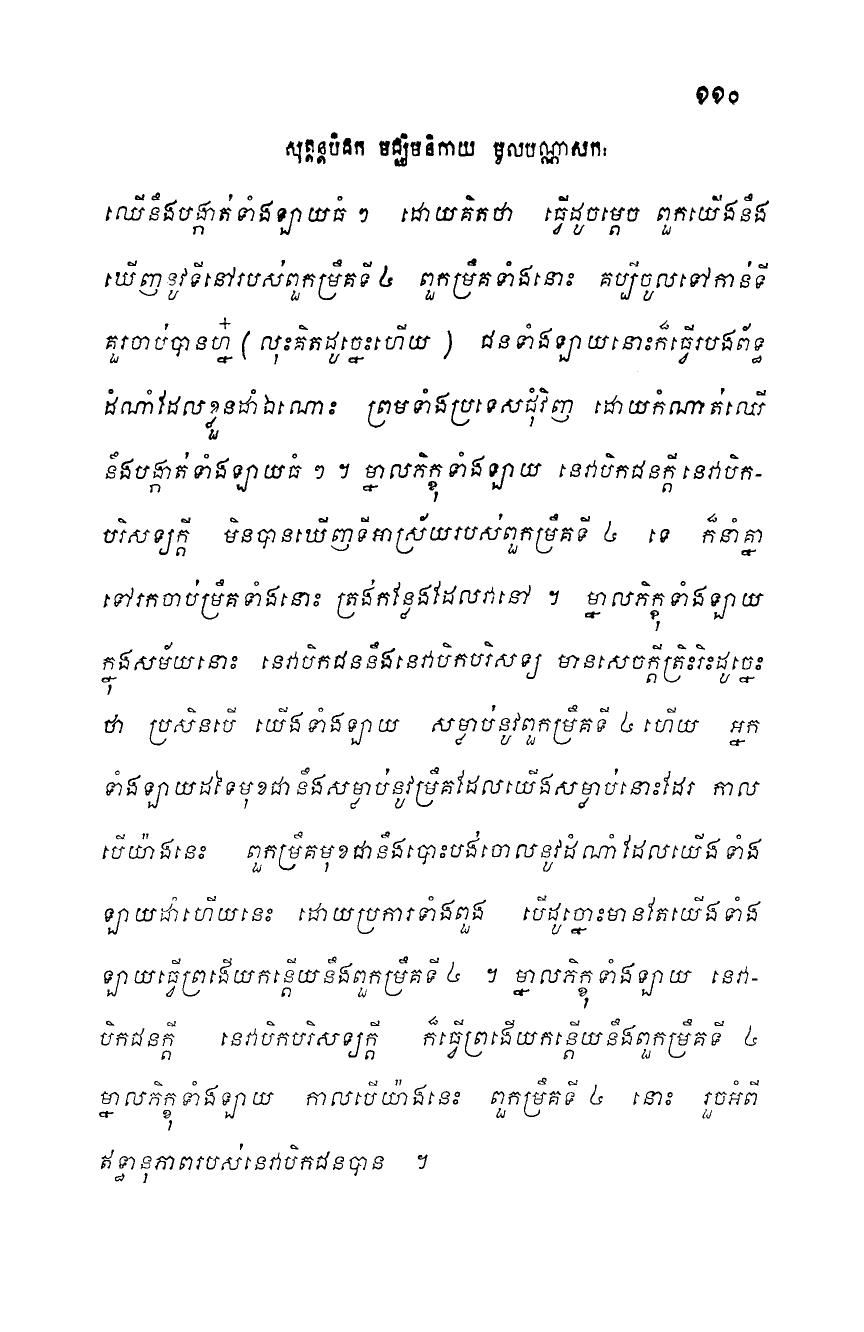 ១១០
សុត្តន្តបិដក មជ្ឈិមនិកាយ មូលបណ្ណាសកៈ
ឈើនឹងបង្កាត់ទាំងឡាយធំ ៗ ដោយគិតថា ធ្វើដូចម្តេច ពួកយើងនឹង
ឃើញនូវទីនៅរបស់ពួកម្រឹគទី ៤ ពួកម្រឹគទាំងនោះ គប្បីចូលទៅកាន់ទី
គួរចាប់បានហ្ន៎ (លុះគិតដូច្នេះហើយ ) ជនទាំងឡាយនោះក៏ធ្វើរបងព័ទ្ធ
ដំណាំដែលខ្លួនដាំឯណោះ ព្រមទាំងប្រទេសជុំវិញ ដោយកំណាត់ឈើ
នឹងបង្កាត់ទាំងឡាយធំ ៗ ។ ម្នាលភិក្ខុទាំងឡាយ នេវាបិកជនក្តី នេវាបិក-
បរិសទ្យក្តី មិនបានឃើញទីអាស្រ័យរបស់ពួកម្រឹគទី ៤ ទេ ក៏នាំគ្នា
ទៅរកចាប់ម្រឹគទាំងនោះ ត្រង់កន្លែងដែលវានៅ ។ ម្នាលភិក្ខុទាំងឡាយ
ក្នុងសម័យនោះ នេវាបិកជននឹងនេវាបិកបរិសទ្យ មានសេចក្តីត្រិះរិះដូច្នេះ
ថា ប្រសិនបើ យើងទាំងឡាយ សម្លាប់នូវពួកម្រឹគទី ៤ ហើយ អ្នក
ទាំងឡាយដទៃមុខជានឹងសម្លាប់នូវម្រឹគដែលយើងសម្លាប់នោះដែរ កាល
បើយ៉ាងនេះ ពួកម្រឹគមុខជានឹងបោះបង់ចោលនូវដំណាំដែលយើងទាំង
ឡាយដាំហើយនេះ ដោយប្រការទាំងពួង បើដូច្នោះមានតែយើងទាំង
ឡាយធ្វើព្រងើយកន្តើយនឹងពួកម្រឹគទី ៤ ។ ម្នាលភិក្ខុទាំងឡាយ នេវា-
បិកជនក្តី នេវាបិកបរិសទ្យក្តី ក៏ធ្វើព្រងើយកន្តើយនឹងពួកម្រឹគទី ៤
ម្នាលភិក្ខុទាំងឡាយ កាលបើយ៉ាងនេះ ពួកម្រឹគទី ៤ នោះ រួចអំពី
ឥទ្ធានុភាពរបស់នេវាបិកជនបាន ។